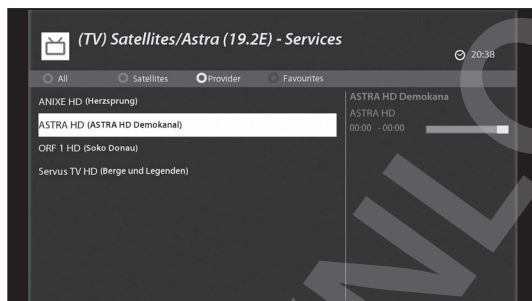 (TV) Satellites/Astra (19.2E) - Services
20:38
All Satellites Provider Favourites
ANIXE HD (Herzsprung)
ASTRA HD (ASTRA HD Demokanal)
ORF 1 HD (Soko Donau)
Servus TV HD (Berge und Legenden)
ASTRA HD Demokana
ASTRA HD
00:00 - 00:00